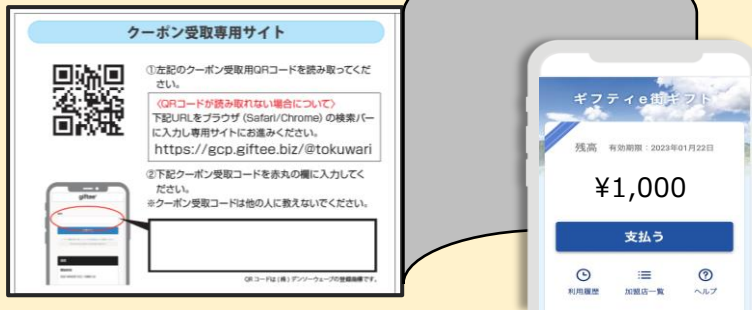 クーポン受取専用サイト
①左記のクーポン受取用QRコードを読み取ってくだ
さい。
〈QRコードが読み取れない場合について〉
下記URLをブラウザ (Safari/Chrome) の検索バー
に入力し専用サイトにお進みください。
https://gcp.giftee.biz/@tokuwari
②下記クーポン受取コードを赤丸の欄に入力してく
ださい。
※クーポン受取コードは他の人に教えないでください。
giftee
QRコードは(株)デンソーウェーブの登録商標です。
ギフティe街ギフト
残高 有効期限：2023年01月22日
¥1,000
支払う
利用履歴 加盟店一覧 ヘルプ